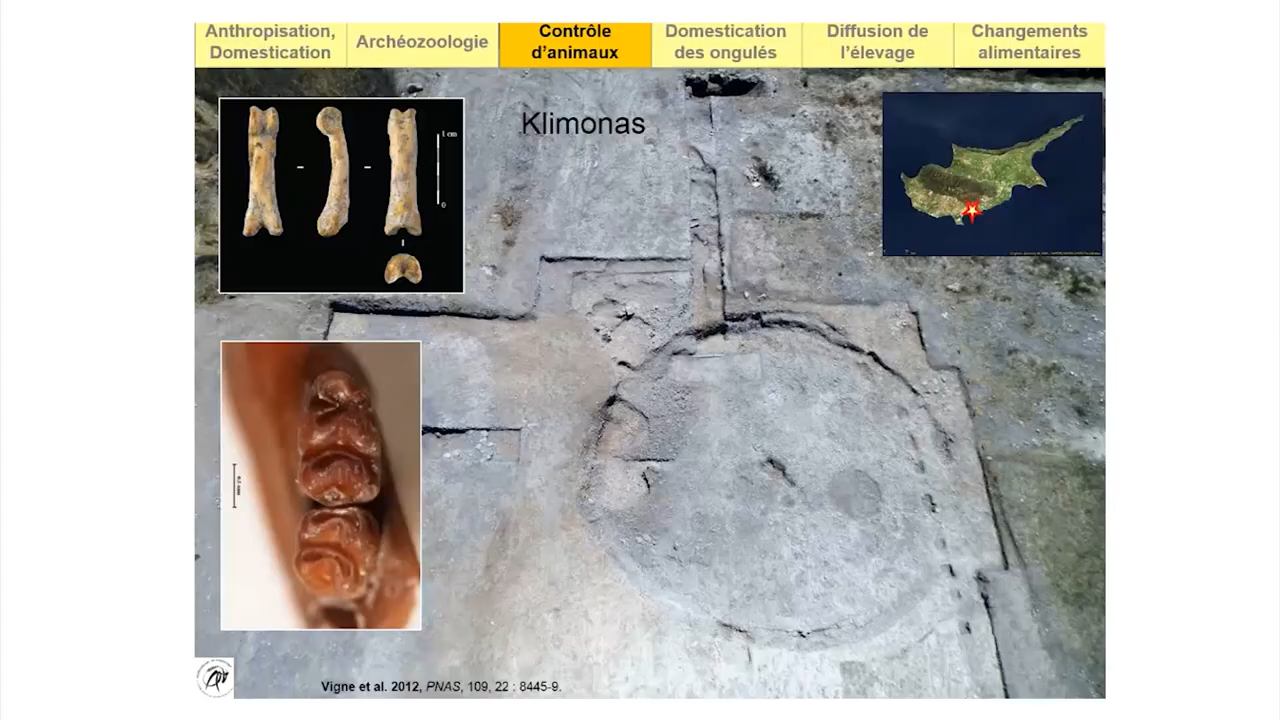 Anthropisation,
Domestication
Archéozoologie
Contrôle
d’animaux
Domestication
des ongulés
Diffusion de
l’élevage
Changements
alimentaires
Klimonas
1 cm
0
Vigne et al. 2012, PNAS, 109, 22 : 8445-9.